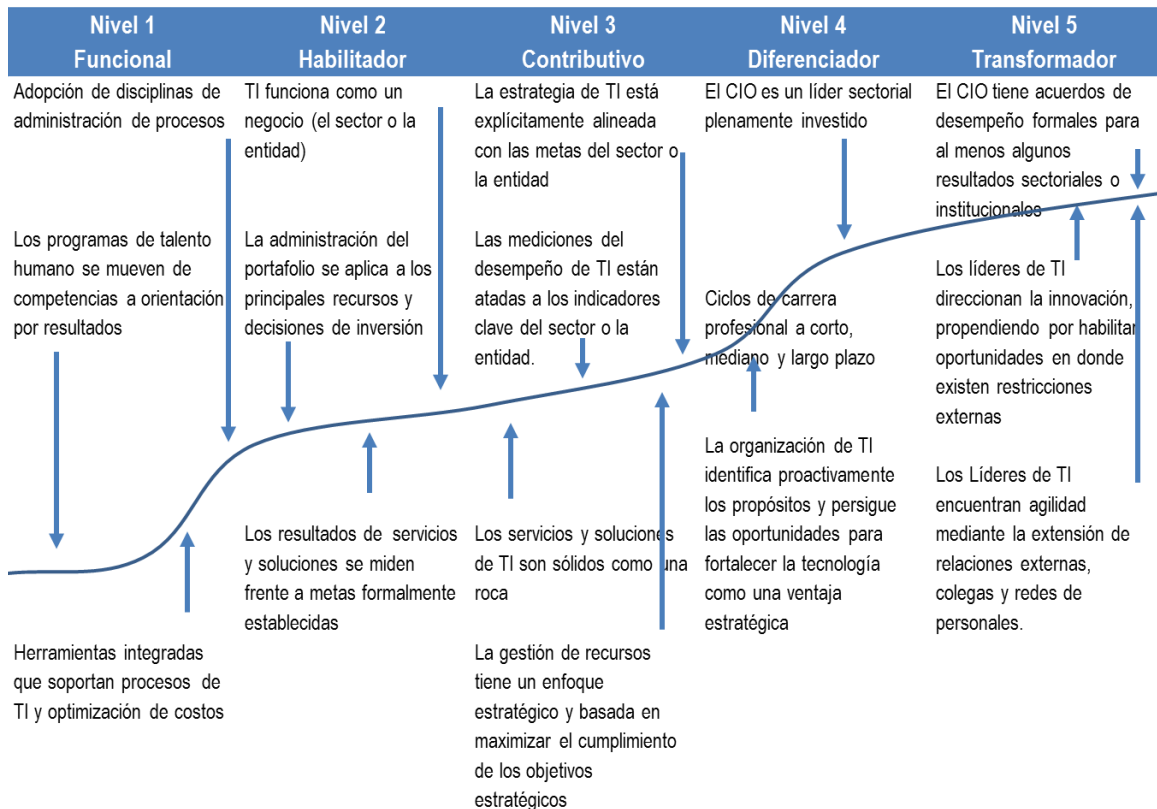 Nivel 1
Funcional
Nivel 2
Habilitador
Nivel 3
Contributivo
Nivel 4
Diferenciador
Nivel 5
Transformador
Adopción de disciplinas de
administración de procesos
Los programas de talento
humano se mueven de
competencias a orientación
por resultados
Herramientas integradas
que soportan procesos de
TI y optimización de costos
TI funciona como un
negocio (el sector o la
entidad)
La administración del
portafolio se aplica a los
principales recursos y
decisiones de inversión
Los resultados de servicios
y soluciones se miden
frente a metas formalmente
establecidas
La estrategia de TI está
explícitamente alineada
con las metas del sector o
la entidad
Las mediciones del
desempeño de TI están
atadas a los indicadores
clave del sector o la
entidad.
Los servicios y soluciones
de TI son sólidos como una
roca
La gestión de recursos
tiene un enfoque
estratégico y basada en
maximizar el cumplimiento
de los objetivos
estratégicos
El CIO es un líder sectorial
plenamente investido
Ciclos de carrera
profesional a corto,
mediano y largo plazo
La organización de TI
identifica proactivamente
los propósitos y persigue
las oportunidades para
fortalecer la tecnología
como una ventaja
estratégica
El CIO tiene acuerdos de
desempeño formales para
al menos algunos
resultados sectoriales o
institucionales
Los líderes de TI
direccionan la innovación,
propendiendo por habilitar
oportunidades en donde
existen restricciones
externas
Los Líderes de TI
encuentran agilidad
mediante la extensión de
relaciones externas,
colegas y redes de
personales.